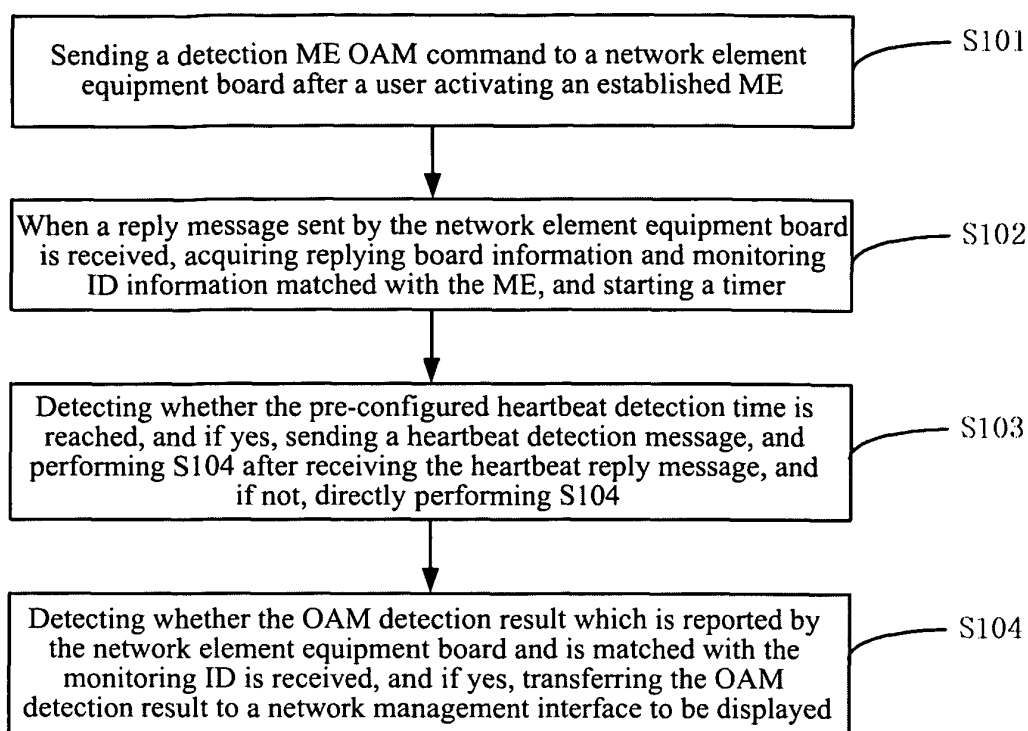 Sending a detection ME OAM command to a network element
equipment board after a user activating an established ME
S101
When a reply message sent by the network element equipment board
is received, acquiring replying board information and monitoring
ID information matched with the ME, and starting a timer
S102
Detecting whether the pre-configured heartbeat detection time is
reached, and if yes, sending a heartbeat detection message, and
performing S104 after receiving the heartbeat reply message, and
if not, directly performing S104
S103
Detecting whether the OAM detection result which is reported by
the network element equipment board and is matched with the
monitoring ID is received, and if yes, transferring the OAM
detection result to a network management interface to be displayed
S104